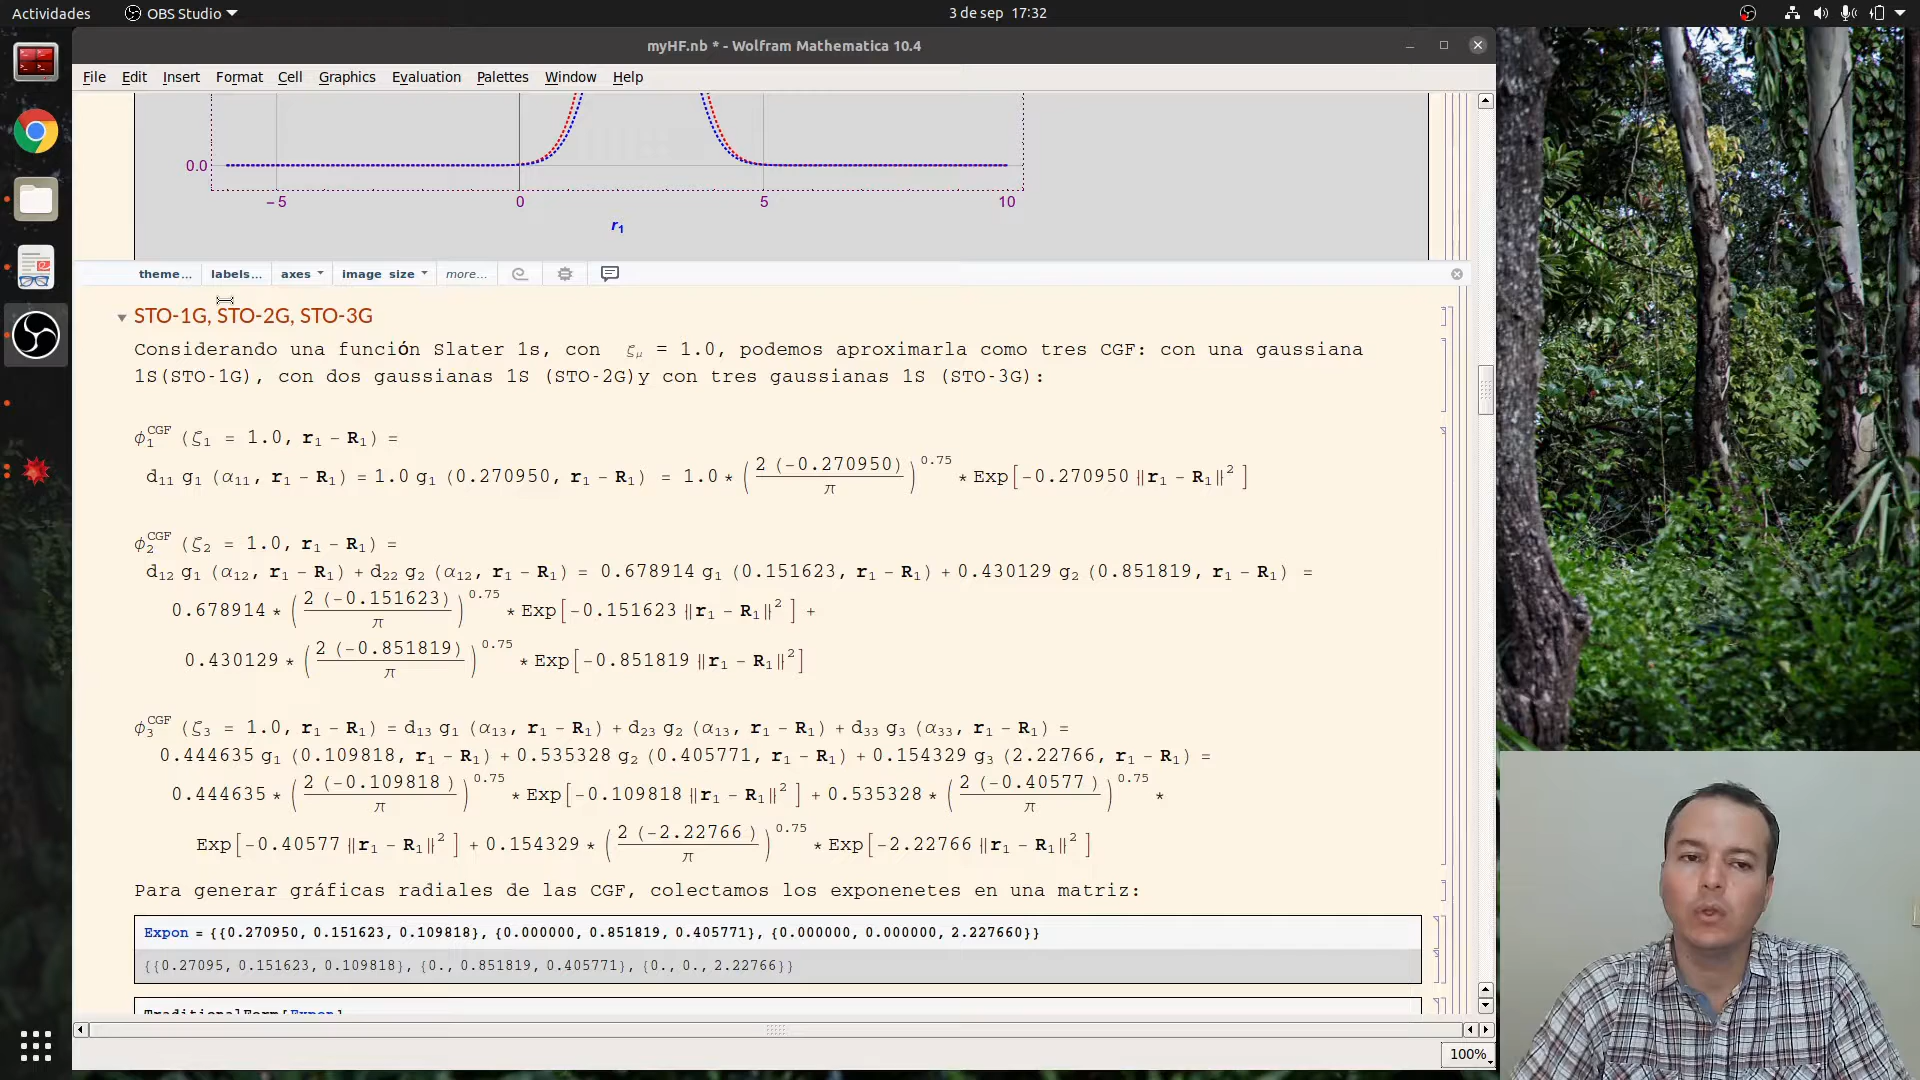 Actividades
OBS Studio
3 de sep 17:32
myHF.nb * - Wolfram Mathematica 10.4
File Edit Insert Format Cell Graphics Evaluation Palettes Window Help
0.0
-5 0 5 10
r₁
theme... labels... axes image size more...
STO-1G, STO-2G, STO-3G
Considerando una función Slater 1s, con ζμ = 1.0, podemos aproximarla como tres CGF: con una gaussiana
1S(STO-1G), con dos gaussianas 1S (STO-2G)y con tres gaussianas 1S (STO-3G):
ϕ₁^CGF (ζ₁ = 1.0, r₁ - R₁) =
d₁₁ g₁ (α₁₁, r₁ - R₁) = 1.0 g₁ (0.270950, r₁ - R₁) = 1.0 * (2 (-0.270950)/π)^0.75 * Exp[-0.270950 ‖r₁ - R₁‖²]
ϕ₂^CGF (ζ₂ = 1.0, r₁ - R₁) =
d₁₂ g₁ (α₁₂, r₁ - R₁) + d₂₂ g₂ (α₁₂, r₁ - R₁) = 0.678914 g₁ (0.151623, r₁ - R₁) + 0.430129 g₂ (0.851819, r₁ - R₁) =
0.678914 * (2 (-0.151623)/π)^0.75 * Exp[-0.151623 ‖r₁ - R₁‖²] +
0.430129 * (2 (-0.851819)/π)^0.75 * Exp[-0.851819 ‖r₁ - R₁‖²]
ϕ₃^CGF (ζ₃ = 1.0, r₁ - R₁) = d₁₃ g₁ (α₁₃, r₁ - R₁) + d₂₃ g₂ (α₁₃, r₁ - R₁) + d₃₃ g₃ (α₃₃, r₁ - R₁) =
0.444635 g₁ (0.109818, r₁ - R₁) + 0.535328 g₂ (0.405771, r₁ - R₁) + 0.154329 g₃ (2.22766, r₁ - R₁) =
0.444635 * (2 (-0.109818 )/π)^0.75 * Exp[-0.109818 ‖r₁ - R₁‖²] + 0.535328 * (2 (-0.40577 )/π)^0.75 *
Exp[-0.40577 ‖r₁ - R₁‖²] + 0.154329 * (2 (-2.22766 )/π)^0.75 * Exp[-2.22766 ‖r₁ - R₁‖²]
Para generar gráficas radiales de las CGF, colectamos los exponenetes en una matriz:
Expon = {{0.270950, 0.151623, 0.109818}, {0.000000, 0.851819, 0.405771}, {0.000000, 0.000000, 2.227660}}
{{0.27095, 0.151623, 0.109818}, {0., 0.851819, 0.405771}, {0., 0., 2.22766}}
TraditionalForm[Expon]
100%